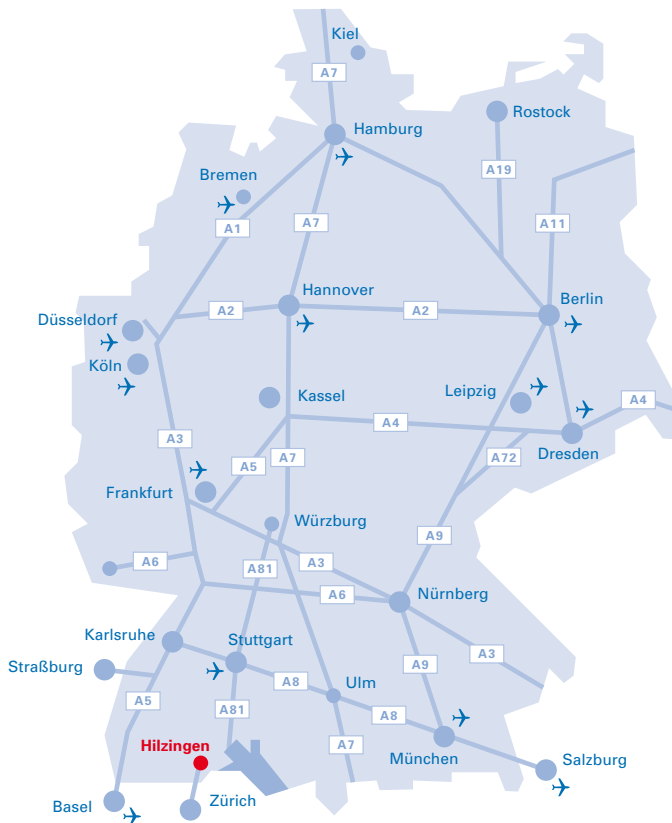 Kiel
A7
Rostock
Hamburg
A19
Bremen
A7
A1
A11
Hannover
Berlin
A2
A2
Düsseldorf
Köln
Kassel
Leipzig
A4
A4
A3
A7
A5
A72
Dresden
Frankfurt
Würzburg
A9
A6
A81
A3
A6
Nürnberg
Karlsruhe
Stuttgart
A3
Straßburg
A9
A8
Ulm
A5
A81
A8
Hilzingen
A7
München
Salzburg
Basel
Zürich